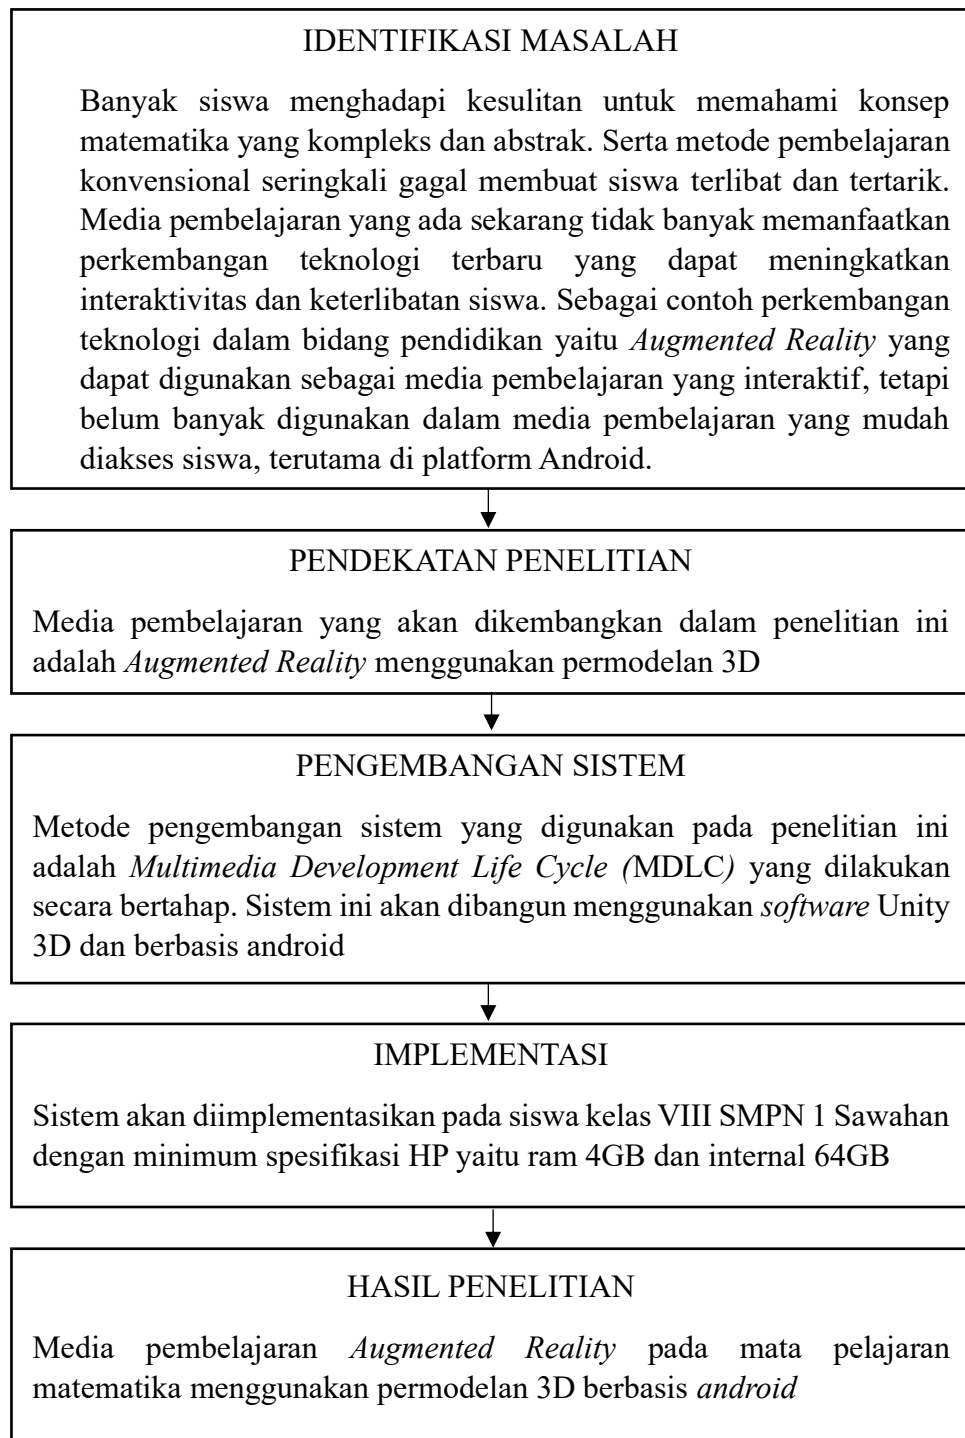 IDENTIFIKASI MASALAH
Banyak siswa menghadapi kesulitan untuk memahami konsep
matematika yang kompleks dan abstrak. Serta metode pembelajaran
konvensional seringkali gagal membuat siswa terlibat dan tertarik.
Media pembelajaran yang ada sekarang tidak banyak memanfaatkan
perkembangan teknologi terbaru yang dapat meningkatkan
interaktivitas dan keterlibatan siswa. Sebagai contoh perkembangan
teknologi dalam bidang pendidikan yaitu Augmented Reality yang
dapat digunakan sebagai media pembelajaran yang interaktif, tetapi
belum banyak digunakan dalam media pembelajaran yang mudah
diakses siswa, terutama di platform Android.
PENDEKATAN PENELITIAN
Media pembelajaran yang akan dikembangkan dalam penelitian ini
adalah Augmented Reality menggunakan permodelan 3D
PENGEMBANGAN SISTEM
Metode pengembangan sistem yang digunakan pada penelitian ini
adalah Multimedia Development Life Cycle (MDLC) yang dilakukan
secara bertahap. Sistem ini akan dibangun menggunakan software Unity
3D dan berbasis android
IMPLEMENTASI
Sistem akan diimplementasikan pada siswa kelas VIII SMPN 1 Sawahan
dengan minimum spesifikasi HP yaitu ram 4GB dan internal 64GB
HASIL PENELITIAN
Media pembelajaran Augmented Reality pada mata pelajaran
matematika menggunakan permodelan 3D berbasis android